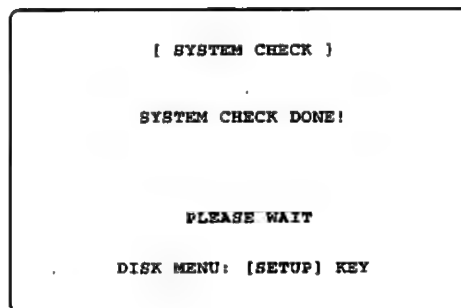 [ SYSTEM CHECK ]
SYSTEM CHECK DONE!
PLEASE WAIT
DISK MENU: [SETUP] KEY